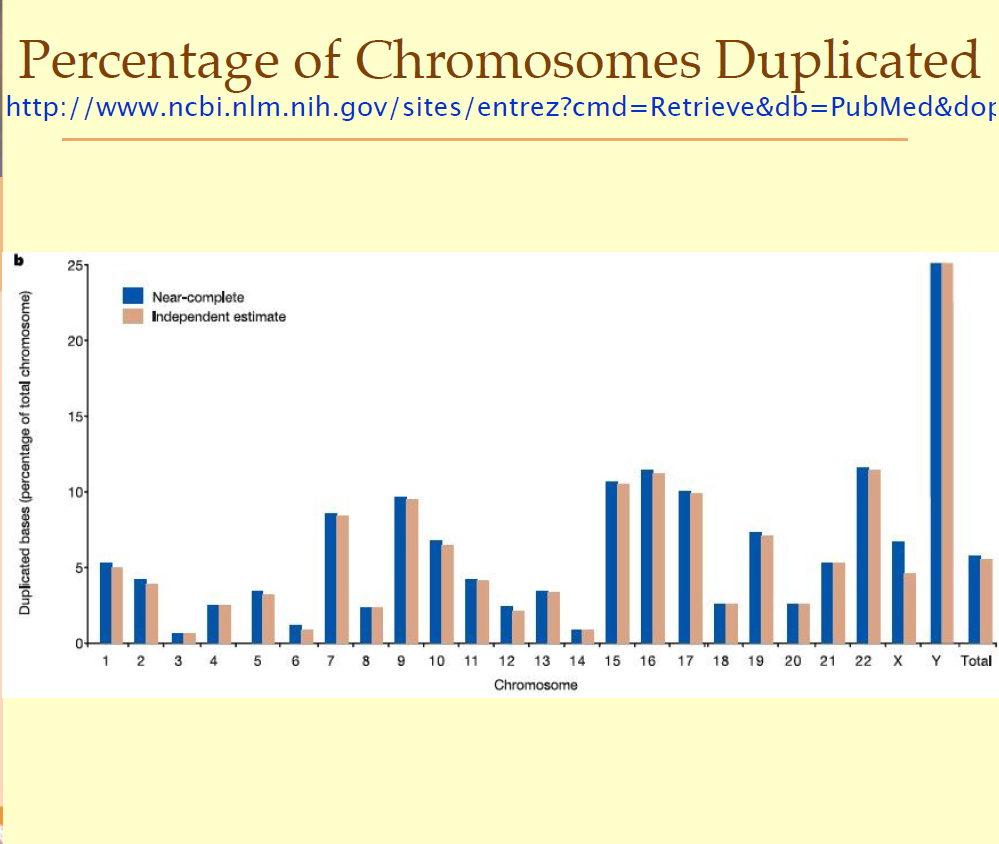 Percentage of Chromosomes Duplicated
http://www.ncbi.nlm.nih.gov/sites/entrez?cmd=Retrieve&db=PubMed&dop
b
25
Near-complete
Independent estimate
20
15
10
5
0
Duplicated bases (percentage of total chromosome)
1 2 3 4 5 6 7 8 9 10 11 12 13 14 15 16 17 18 19 20 21 22 X Y Total
Chromosome